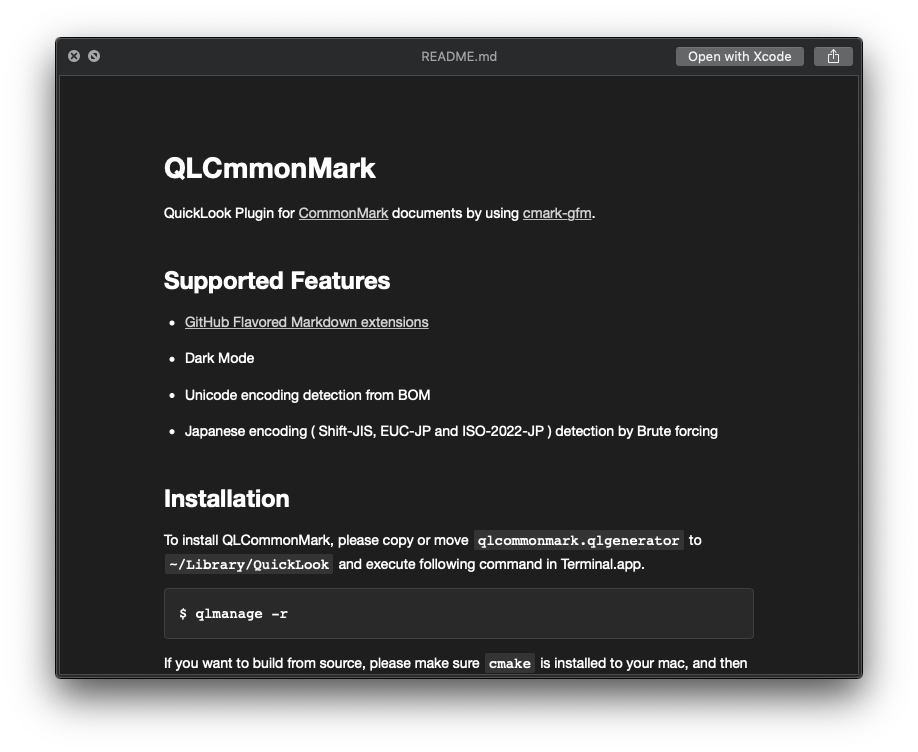 README.md
Open with Xcode
QLCmmonMark
QuickLook Plugin for CommonMark documents by using cmark-gfm.
Supported Features
• GitHub Flavored Markdown extensions
• Dark Mode
• Unicode encoding detection from BOM
• Japanese encoding ( Shift-JIS, EUC-JP and ISO-2022-JP ) detection by Brute forcing
Installation
To install QLCommonMark, please copy or move qlcommonmark.qlgenerator to
~/Library/QuickLook and execute following command in Terminal.app.
$ qlmanage -r
If you want to build from source, please make sure cmake is installed to your mac, and then